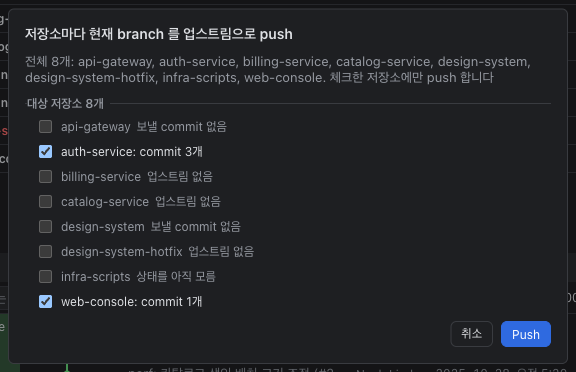 저장소마다 현재 branch 를 업스트림으로 push
전체 8개: api-gateway, auth-service, billing-service, catalog-service, design-system,
design-system-hotfix, infra-scripts, web-console. 체크한 저장소에만 push 합니다
대상 저장소 8개
api-gateway 보낼 commit 없음
auth-service: commit 3개
billing-service 업스트림 없음
catalog-service 업스트림 없음
design-system 보낼 commit 없음
design-system-hotfix 업스트림 없음
infra-scripts 상태를 아직 모름
web-console: commit 1개
취소
Push